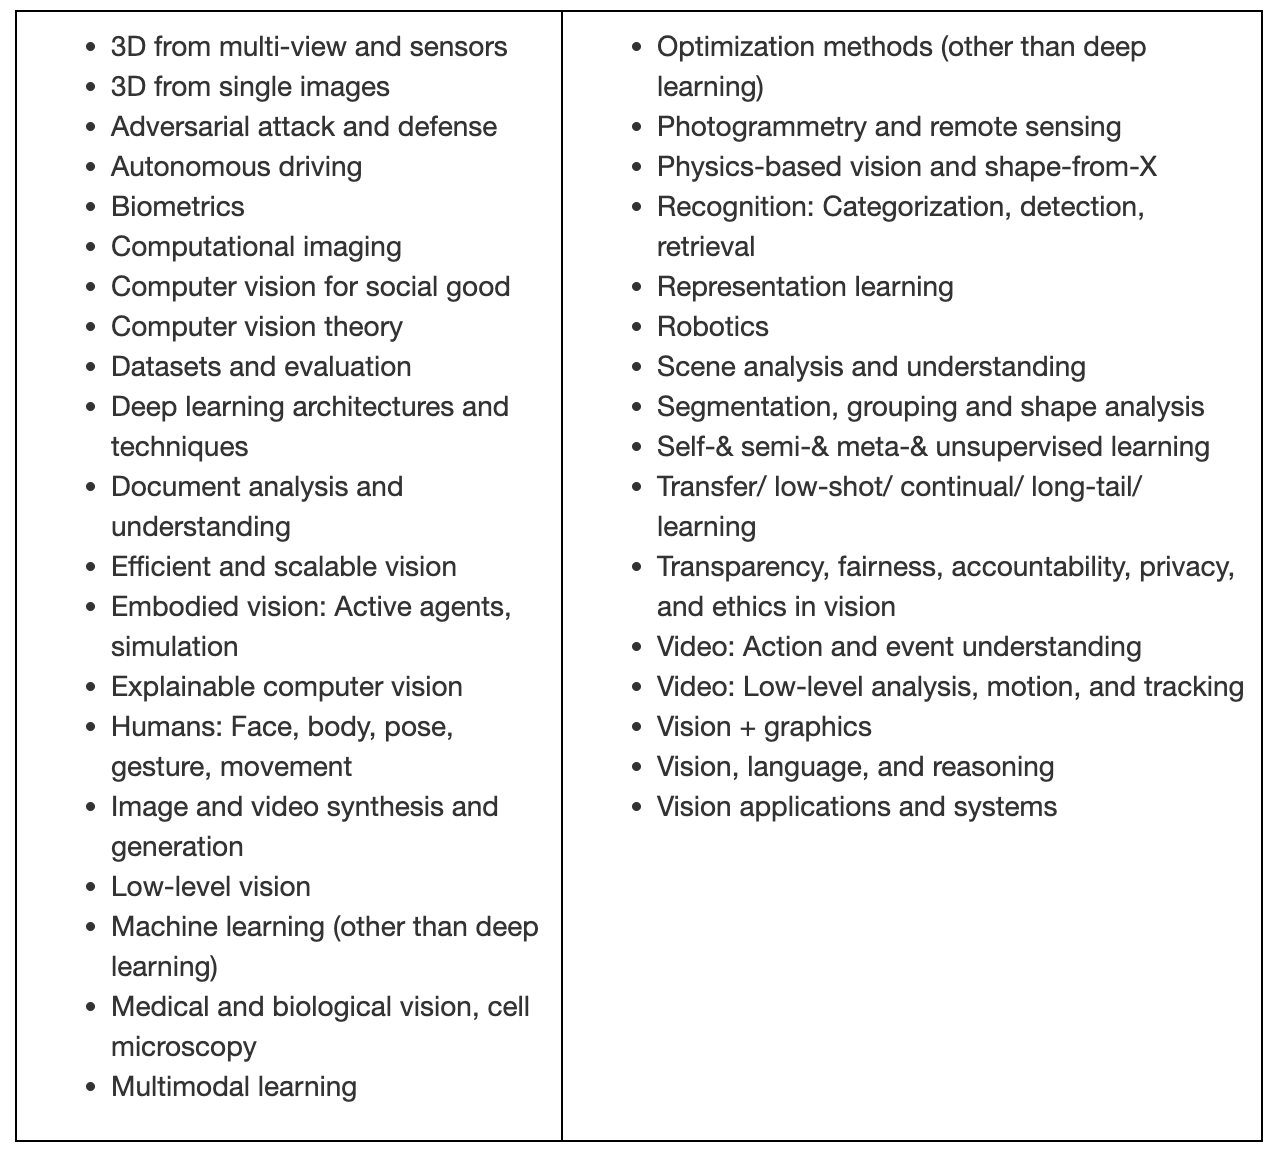 3D from multi-view and sensors
3D from single images
Adversarial attack and defense
Autonomous driving
Biometrics
Computational imaging
Computer vision for social good
Computer vision theory
Datasets and evaluation
Deep learning architectures and
techniques
Document analysis and
understanding
Efficient and scalable vision
Embodied vision: Active agents,
simulation
Explainable computer vision
Humans: Face, body, pose,
gesture, movement
Image and video synthesis and
generation
Low-level vision
Machine learning (other than deep
learning)
Medical and biological vision, cell
microscopy
Multimodal learning
Optimization methods (other than deep
learning)
Photogrammetry and remote sensing
Physics-based vision and shape-from-X
Recognition: Categorization, detection,
retrieval
Representation learning
Robotics
Scene analysis and understanding
Segmentation, grouping and shape analysis
Self-& semi-& meta-& unsupervised learning
Transfer/ low-shot/ continual/ long-tail/
learning
Transparency, fairness, accountability, privacy,
and ethics in vision
Video: Action and event understanding
Video: Low-level analysis, motion, and tracking
Vision + graphics
Vision, language, and reasoning
Vision applications and systems